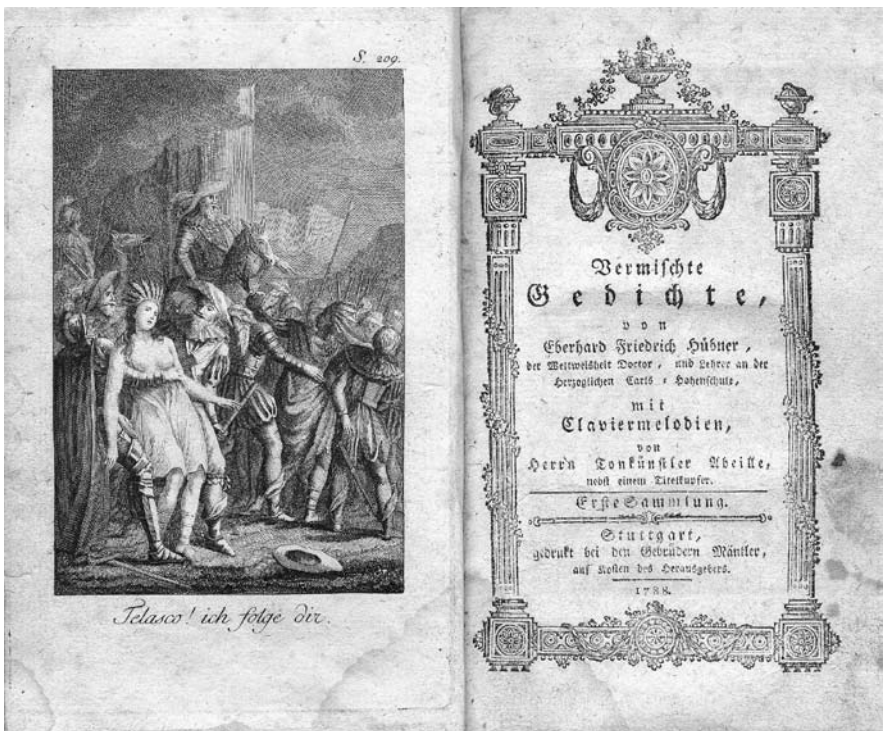 S. 209.
Telasco! ich folge dir.
Vermischte
Gedichte,
von
Eberhard Friedrich Hübner,
der Weltweisheit Doctor, und Lehrer an der
Herzoglichen Carls-Hohenschule,
mit
Claviermelodien,
von
Herrn Tonkünstler Abeille,
nebst einem Titelkupfer.
Erste Sammlung.
Stuttgart,
gedrukt bei den Gebrüdern Mäntler,
auf Kosten des Herausgebers.
1788.